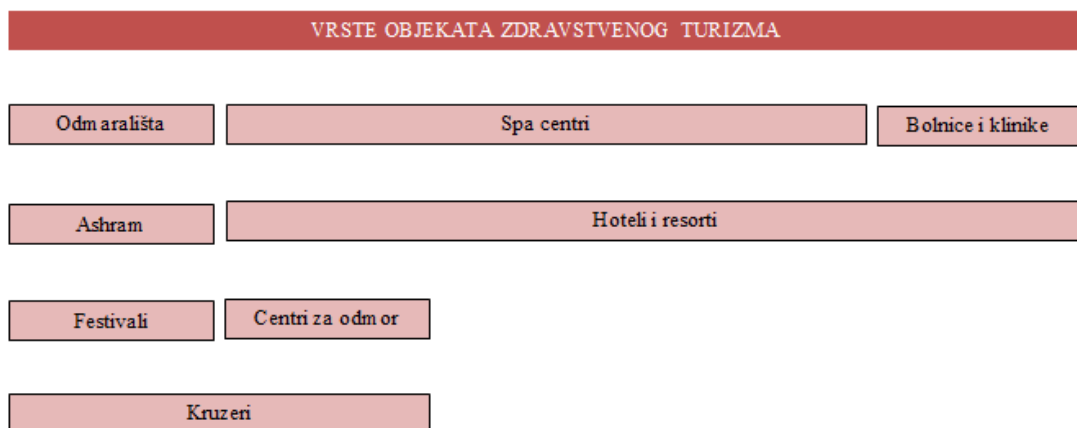 VRSTE OBJEKATA ZDRAVSTVENOG TURIZMA
Odmarališta
Spa centri
Bolnice i klinike
Ashram
Hoteli i resorti
Festivali
Centri za odmor
Kruzeri